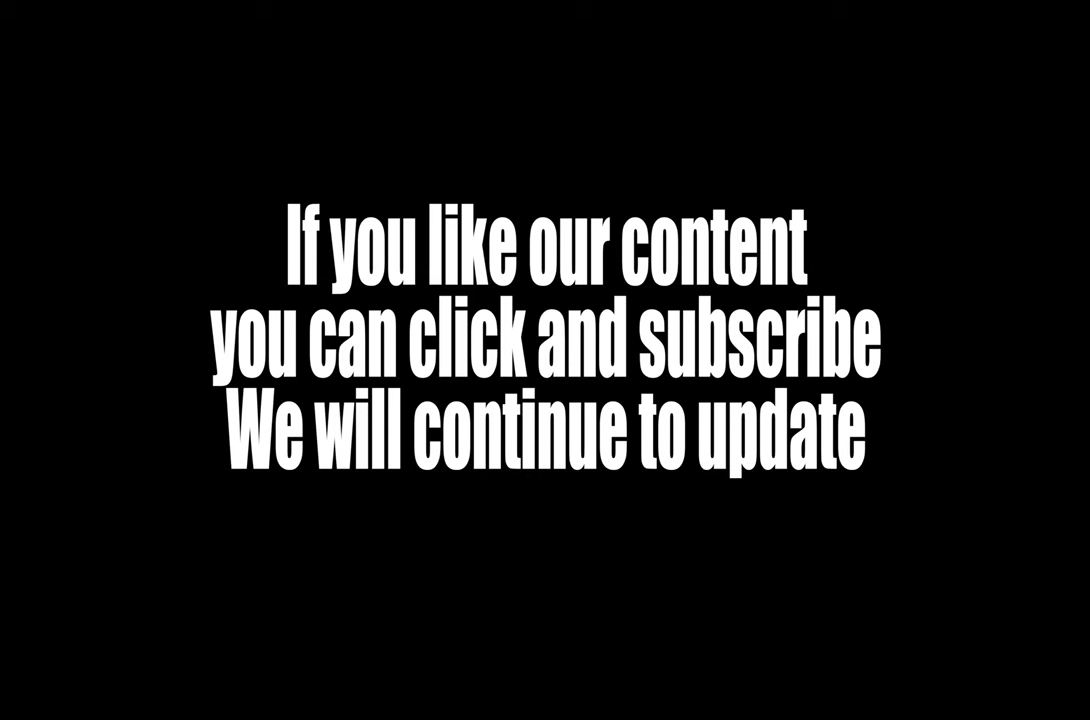 If you like our content
you can click and subscribe
We will continue to update